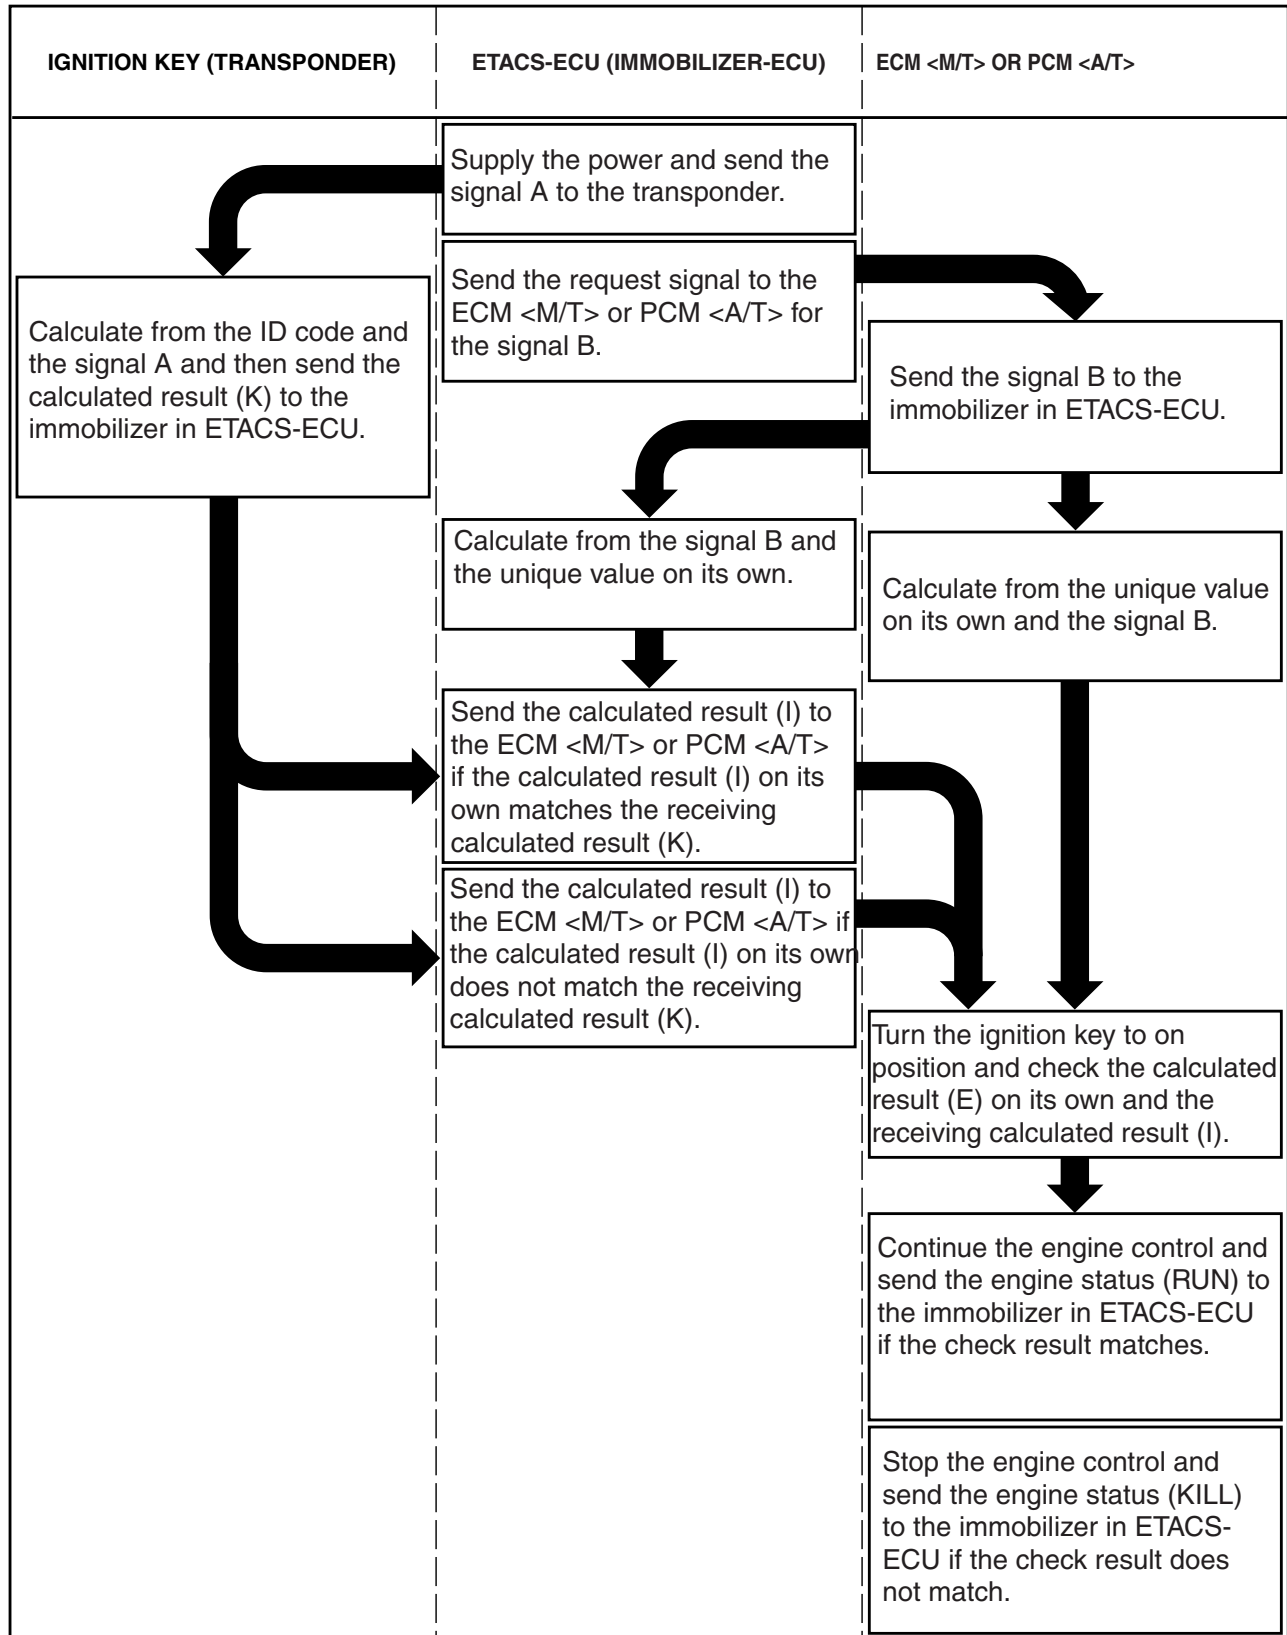 IGNITION KEY (TRANSPONDER)
ETACS-ECU (IMMOBILIZER-ECU)
ECM <M/T> OR PCM <A/T>
Supply the power and send the
signal A to the transponder.
Send the request signal to the
ECM <M/T> or PCM <A/T> for
the signal B.
Calculate from the ID code and
the signal A and then send the
calculated result (K) to the
immobilizer in ETACS-ECU.
Send the signal B to the
immobilizer in ETACS-ECU.
Calculate from the signal B and
the unique value on its own.
Calculate from the unique value
on its own and the signal B.
Send the calculated result (I) to
the ECM <M/T> or PCM <A/T>
if the calculated result (I) on its
own matches the receiving
calculated result (K).
Send the calculated result (I) to
the ECM <M/T> or PCM <A/T> if
the calculated result (I) on its own
does not match the receiving
calculated result (K).
Turn the ignition key to on
position and check the calculated
result (E) on its own and the
receiving calculated result (I).
Continue the engine control and
send the engine status (RUN) to
the immobilizer in ETACS-ECU
if the check result matches.
Stop the engine control and
send the engine status (KILL)
to the immobilizer in ETACS-
ECU if the check result does
not match.